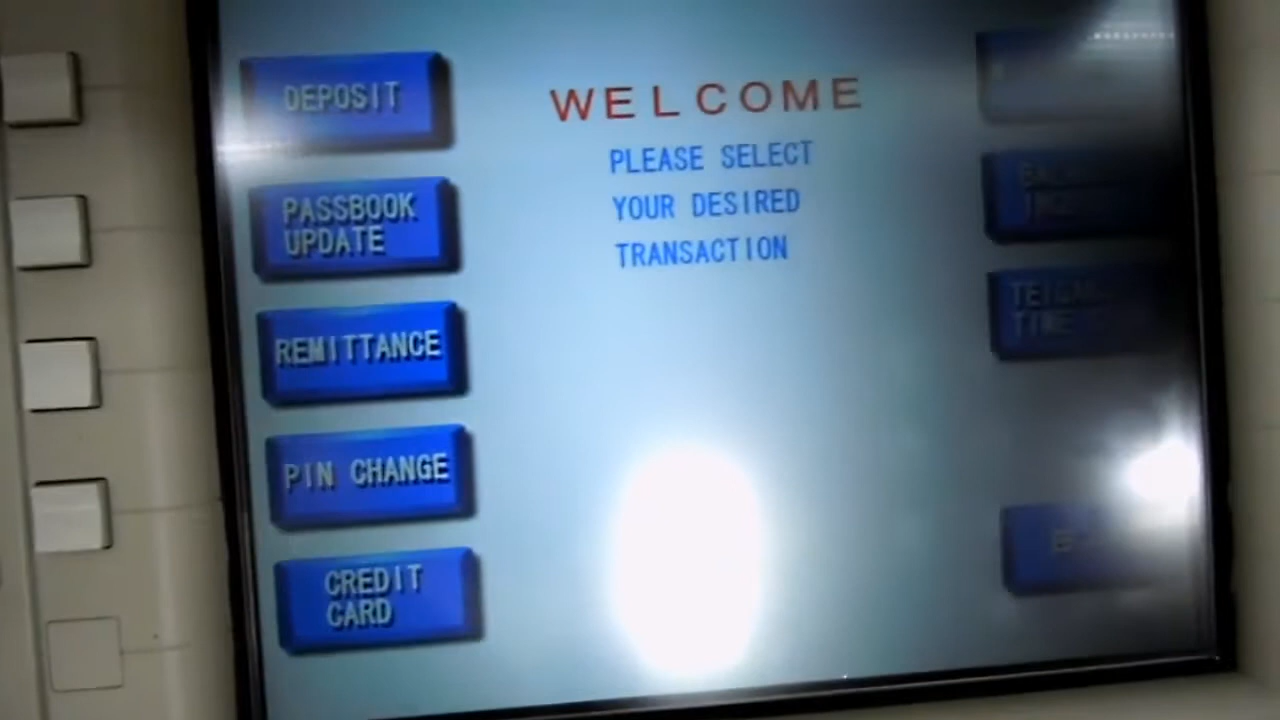 DEPOSIT
PASSBOOK
UPDATE
REMITTANCE
PIN CHANGE
CREDIT
CARD
WELCOME
PLEASE SELECT
YOUR DESIRED
TRANSACTION